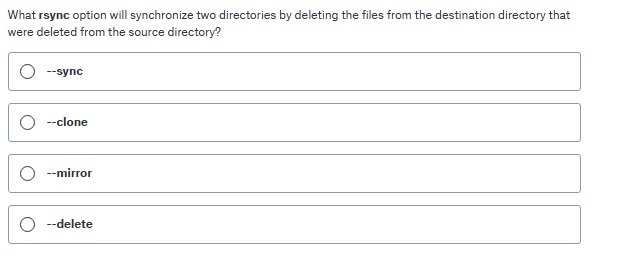 What rsync option will synchronize two directories by deleting the files from the destination directory that
were deleted from the source directory?
--sync
--clone
--mirror
--delete